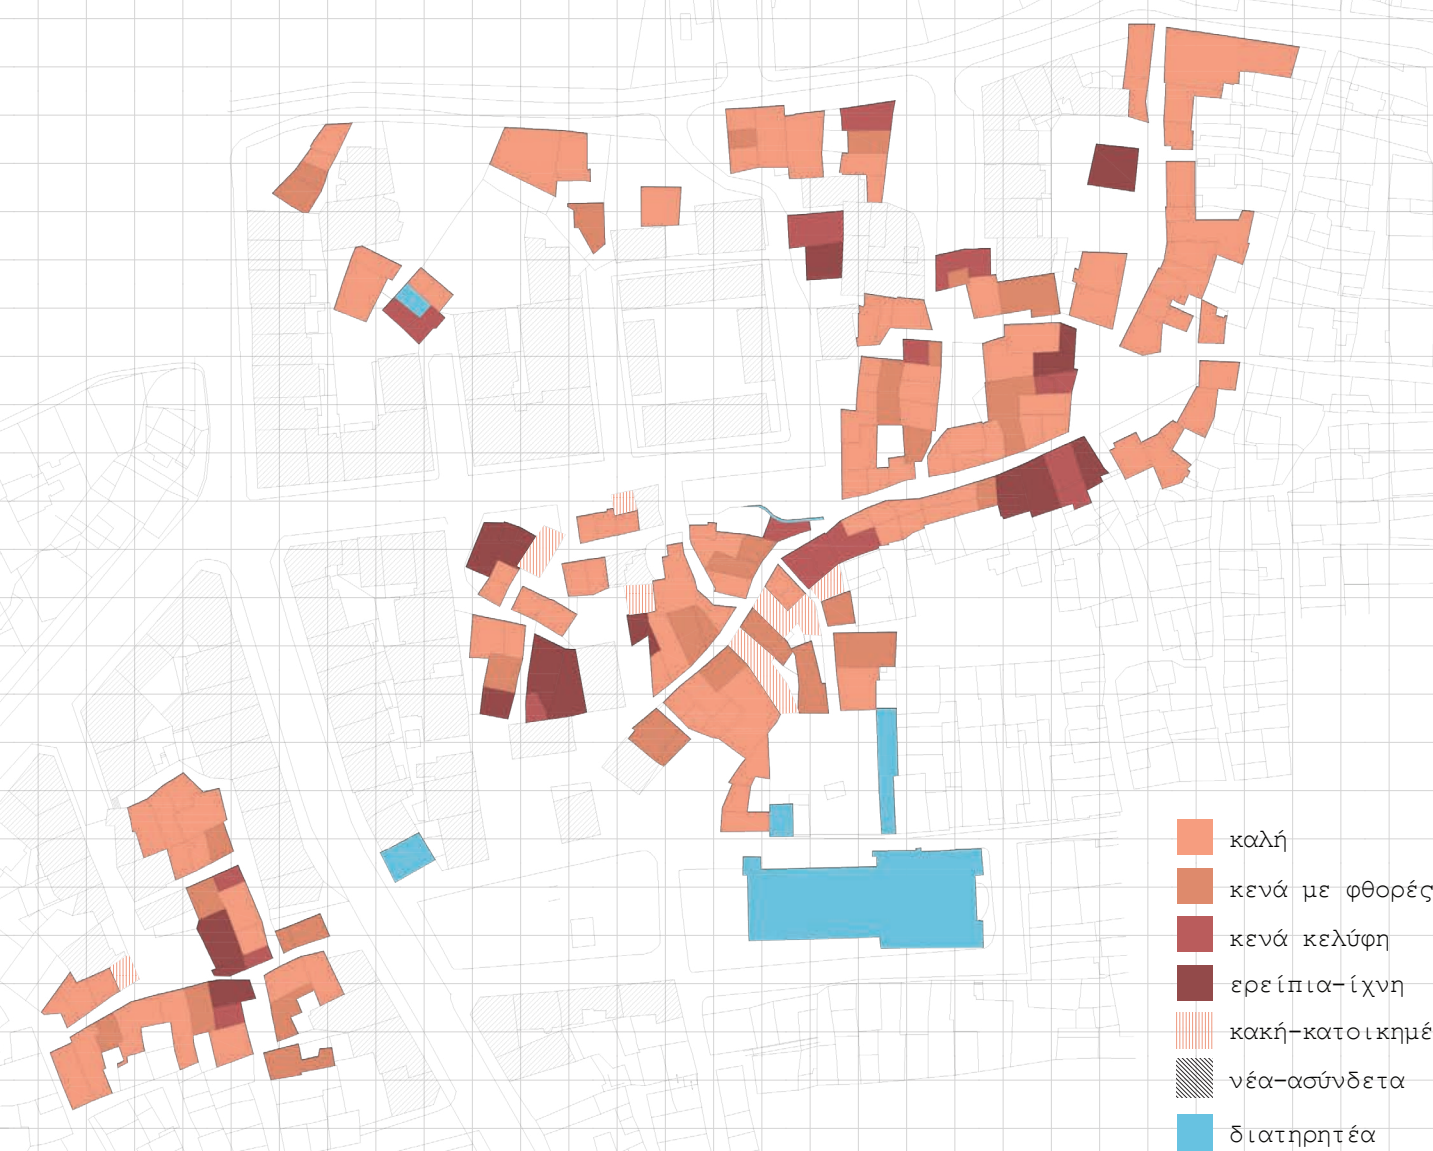 καλή
κενά με φθορές
κενά κελύφη
ερείπια-ίχνη
κακή-κατοικημέ
νέα-ασύνδετα
διατηρητέα